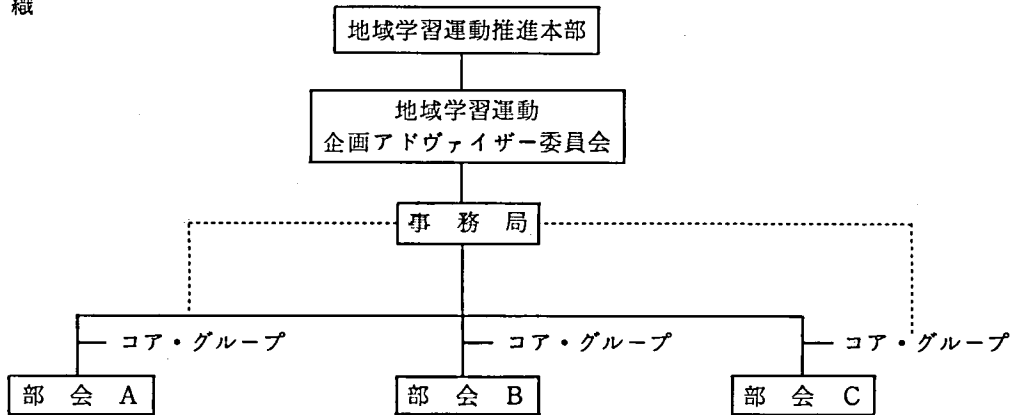 織
地域学習運動推進本部
地域学習運動
企画アドヴァイザー委員会
事 務 局
コア・グループ コア・グループ コア・グループ
部 会 A 部 会 B 部 会 C